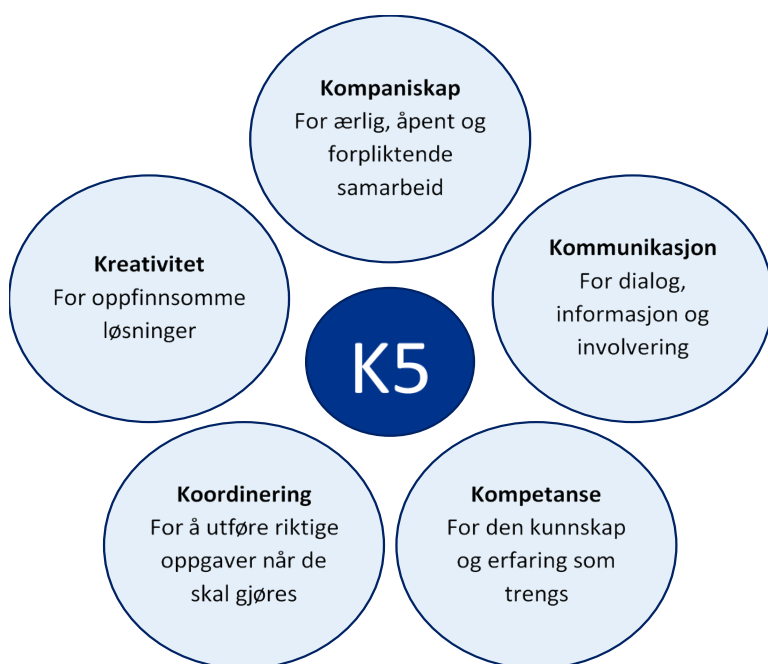 Kompaniskap
For ærlig, åpent og
forpliktende
samarbeid
Kommunikasjon
For dialog,
informasjon og
involvering
Kompetanse
For den kunnskap
og erfaring som
trengs
Koordinering
For å utføre riktige
oppgaver når de
skal gjøres
Kreativitet
For oppfinnsomme
løsninger
K5